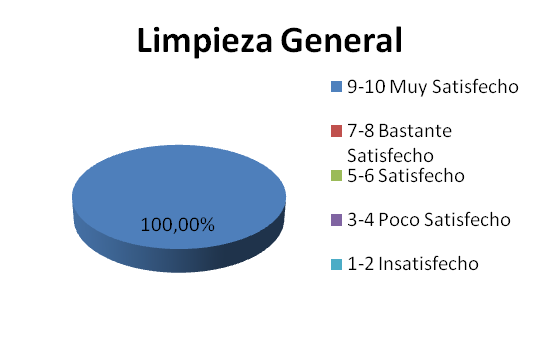 Limpieza General
9-10 Muy Satisfecho
7-8 Bastante
Satisfecho
5-6 Satisfecho
3-4 Poco Satisfecho
1-2 Insatisfecho
100,00%